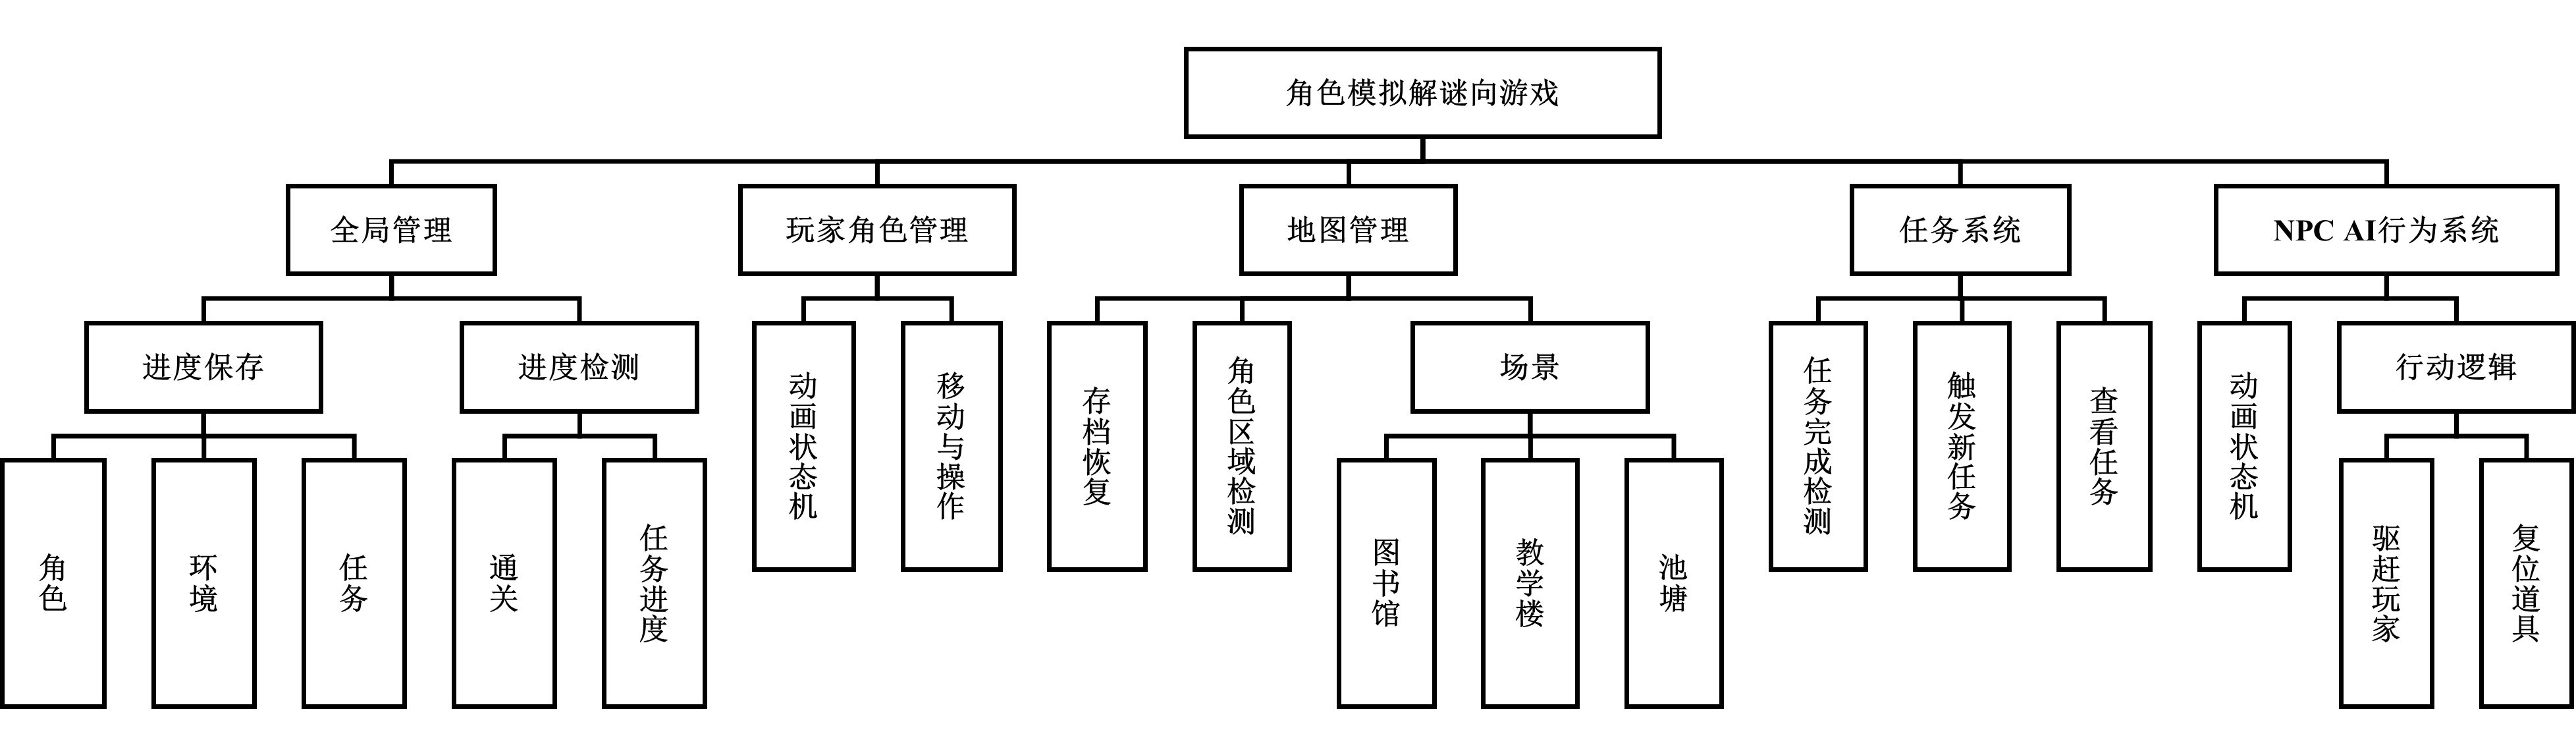 角色模拟解谜向游戏
全局管理
玩家角色管理
地图管理
任务系统
NPC AI行为系统
进度保存
进度检测
动画状态机
移动与操作
存档恢复
角色区域检测
场景
任务完成检测
触发新任务
查看任务
动画状态机
行动逻辑
角色
环境
任务
通关
任务进度
图书馆
教学楼
池塘
驱赶玩家
复位道具